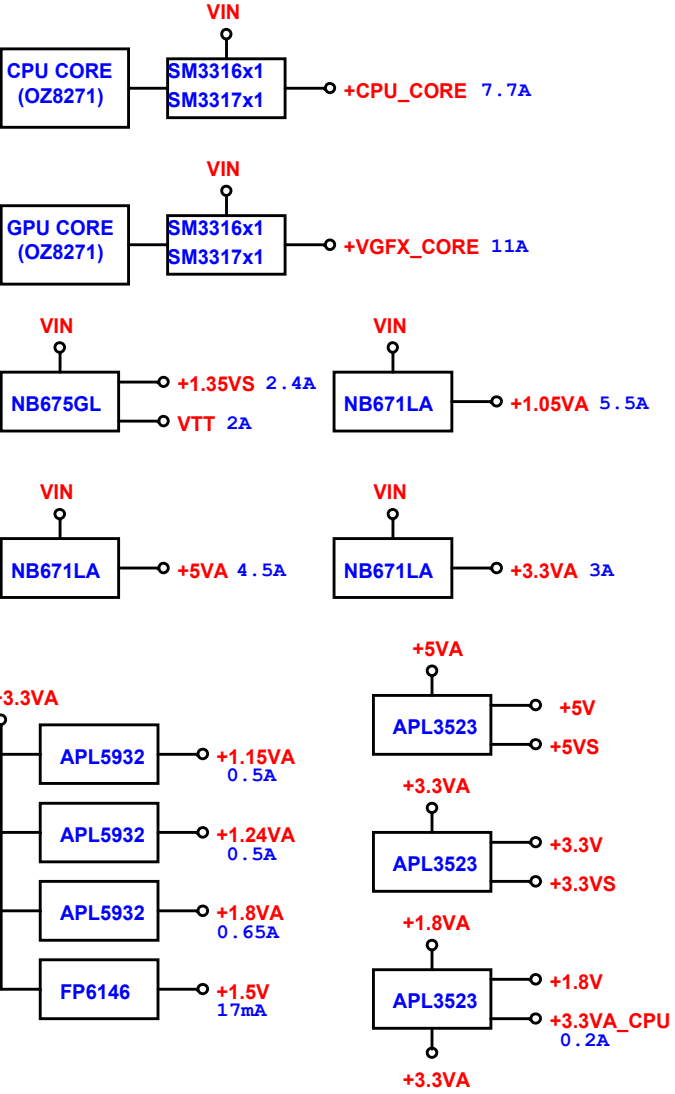 VIN
CPU CORE
(OZ8271)
SM3316x1
SM3317x1
+CPU_CORE 7.7A
VIN
GPU CORE
(OZ8271)
SM3316x1
SM3317x1
+VGFX_CORE 11A
VIN
NB675GL
+1.35VS 2.4A
VTT 2A
VIN
NB671LA
+1.05VA 5.5A
VIN
NB671LA
+5VA 4.5A
VIN
NB671LA
+3.3VA 3A
+3.3VA
APL5932
+1.15VA
0.5A
APL5932
+1.24VA
0.5A
APL5932
+1.8VA
0.65A
FP6146
+1.5V
17mA
+5VA
APL3523
+5V
+5VS
+3.3VA
APL3523
+3.3V
+3.3VS
+1.8VA
APL3523
+1.8V
+3.3VA_CPU
0.2A
+3.3VA